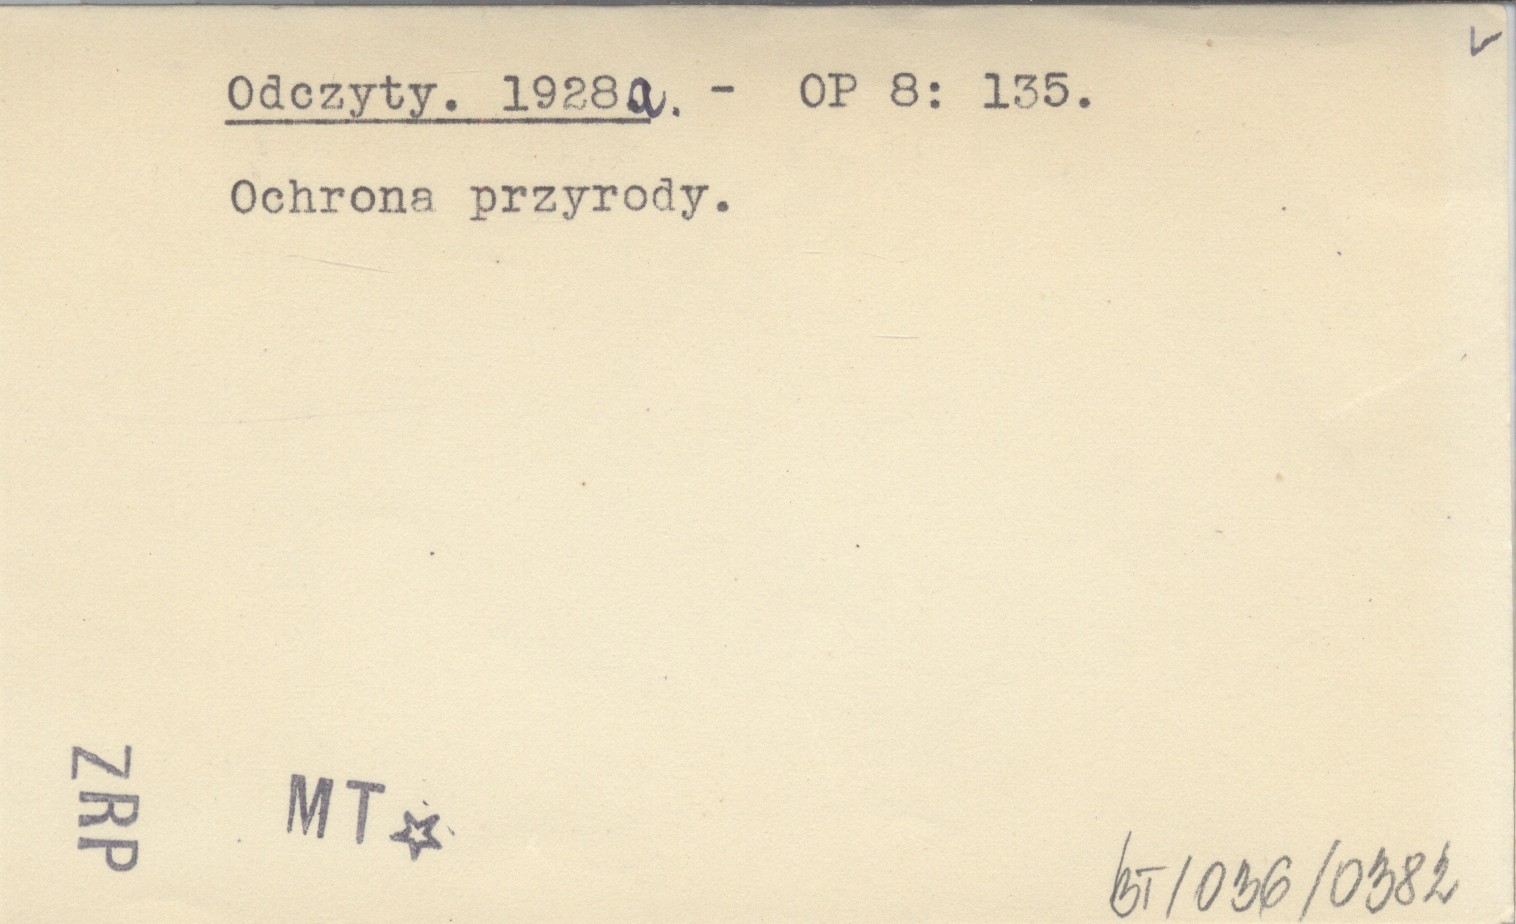 Odczyty. 1928a. - OP 8: 135.
Ochrona przyrody.
ZRP
MT
BT/036/0382